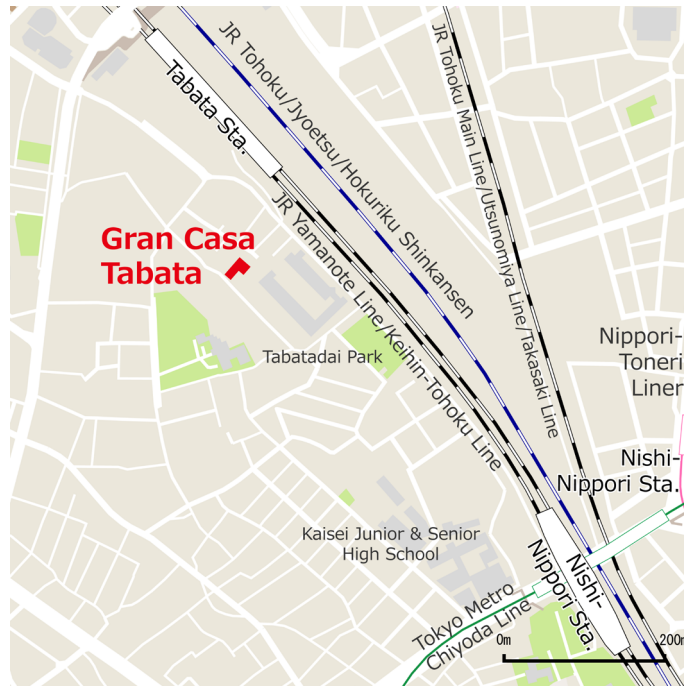 JR Tohoku/Jyoetsu/Hokuriku Shinkansen
JR Tohoku Main Line/Utsunomiya Line/Takasaki Line
Tabata Sta.
JR Yamanote Line/Keihin-Tohoku Line
Gran Casa
Tabata
Tabatadai Park
Nippori-
Toneri
Liner
Nishi-
Nippori Sta.
Kaisei Junior & Senior
High School
Nishi-
Nippori Sta.
Tokyo Metro
Chiyoda Line
0m
200m